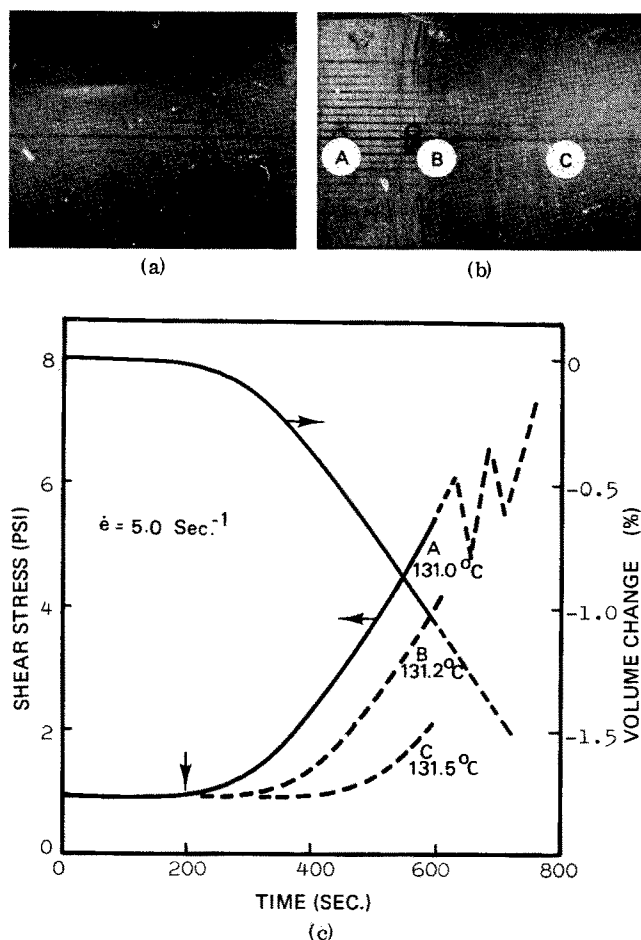 A B C
(a) (b)
8
6
4
2
0
SHEAR STRESS (PSI)
ė = 5.0 Sec.⁻¹
A
131.0 °C
B
131.2 °C
C
131.5 °C
0
-0.5
-1.0
-1.5
VOLUME CHANGE (%)
0 200 400 600 800
TIME (SEC.)
(c)